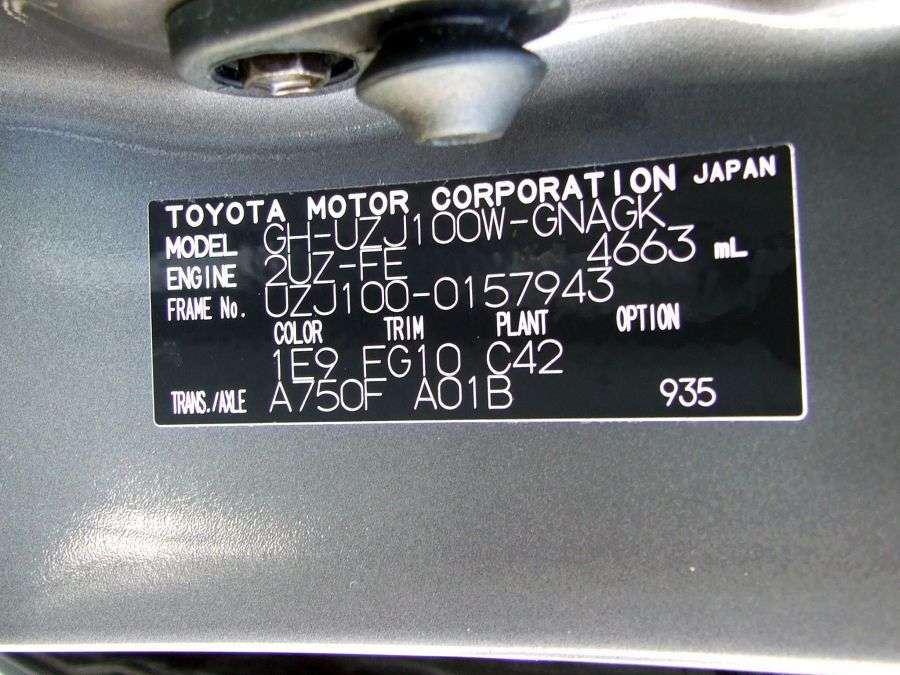 TOYOTA MOTOR CORPORATION JAPAN
MODEL GH-UZJ100W-GNAGK
ENGINE 2UZ-FE 4663 mL
FRAME No. UZJ100-0157943
COLOR TRIM PLANT OPTION
1E9 FG10 C42
TRANS./AXLE A750F A01B 935